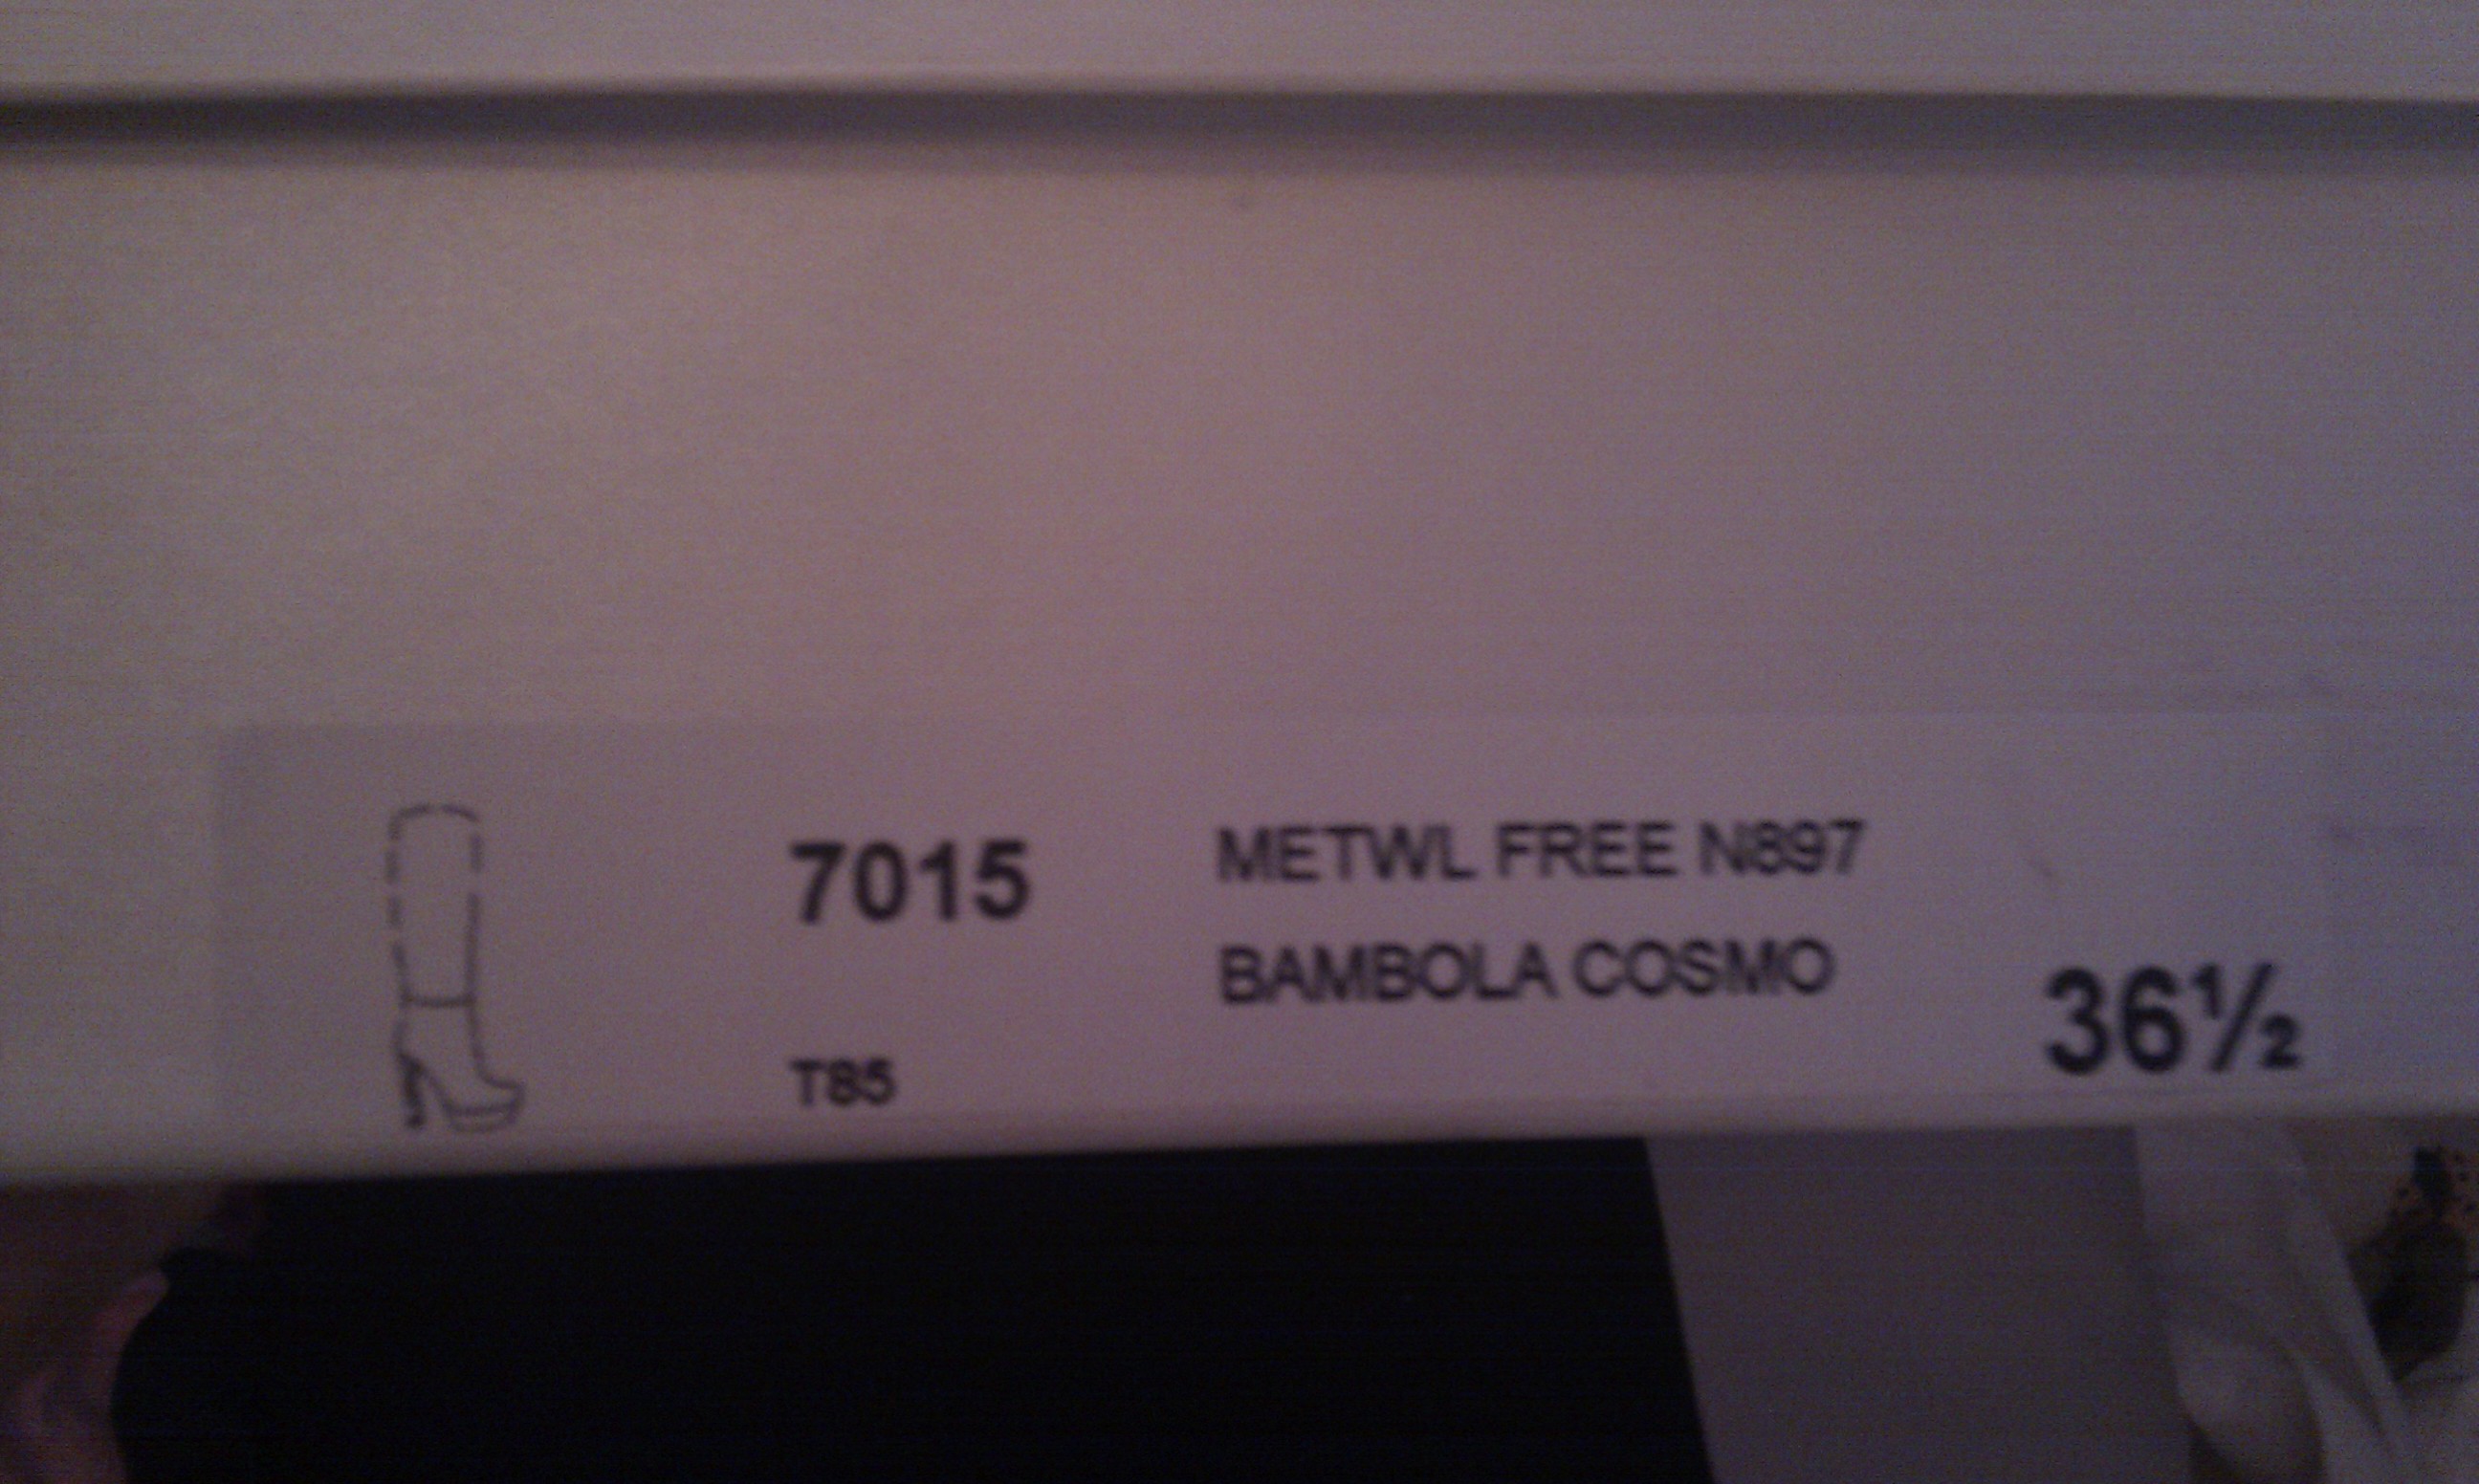 7015
METWL FREE N897
BAMBOLA COSMO
T85
36½